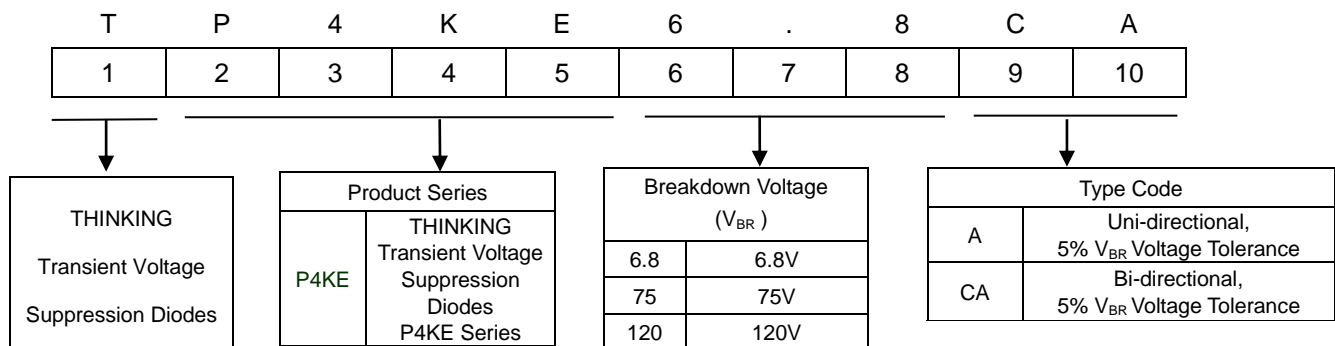 T P 4 K E 6 . 8 C A
1 2 3 4 5 6 7 8 9 10
THINKING
Transient Voltage
Suppression Diodes
Product Series
P4KE
THINKING
Transient Voltage
Suppression
Diodes
P4KE Series
Breakdown Voltage
(VBR )
6.8 6.8V
75 75V
120 120V
Type Code
A
Uni-directional,
5% VBR Voltage Tolerance
CA
Bi-directional,
5% VBR Voltage Tolerance